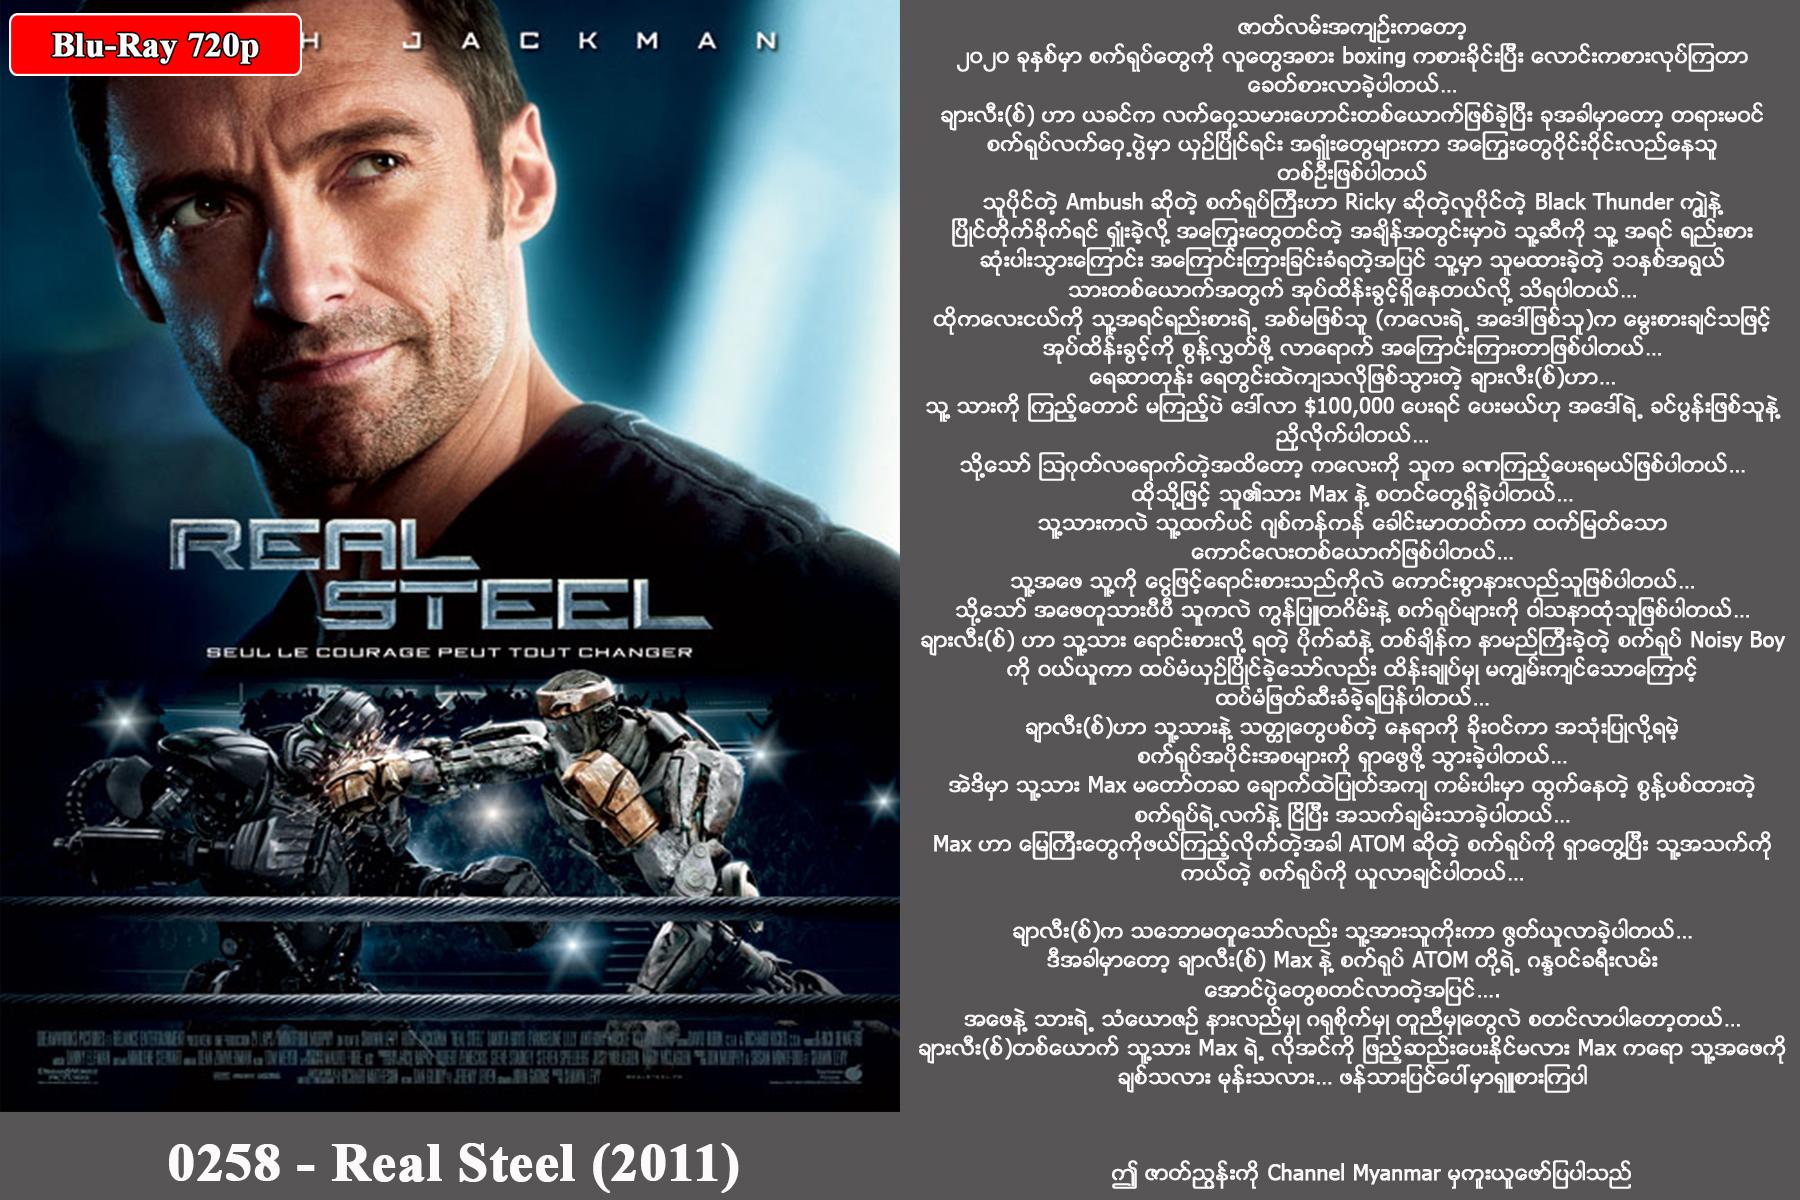 Blu-Ray 720p
H JACKMAN
REAL
STEEL
SEUL LE COURAGE PEUT TOUT CHANGER
0258 - Real Steel (2011)
ဇာတ်လမ်းအကျဉ်းကတော့
၂၀၂၀ ခုနှစ်မှာ စက်ရုပ်တွေကို လူတွေအစား boxing ကစားခိုင်းပြီး လောင်းကစားလုပ်ကြတာ
ခေတ်စားလာခဲ့ပါတယ်...
ချားလီး(စ်) ဟာ ယခင်က လက်ဝှေ့သမားဟောင်းတစ်ယောက်ဖြစ်ခဲ့ပြီး ခုအခါမှာတော့ တရားမဝင်
စက်ရုပ်လက်ဝှေ့ပွဲမှာ ယှဉ်ပြိုင်ရင်း အရှုံးတွေများကာ အကြွေးတွေဝိုင်းဝိုင်းလည်နေသူ
တစ်ဦးဖြစ်ပါတယ်
သူပိုင်တဲ့ Ambush ဆိုတဲ့ စက်ရုပ်ကြီးဟာ Ricky ဆိုတဲ့လူပိုင်တဲ့ Black Thunder ကျွဲနဲ့
ပြိုင်တိုက်ခိုက်ရင် ရှုံးခဲ့လို့ အကြွေးတွေတင်တဲ့ အချိန်အတွင်းမှာပဲ သူ့ဆီကို သူ့ အရင် ရည်းစား
ဆုံးပါးသွားကြောင်း အကြောင်းကြားခြင်းခံရတဲ့အပြင် သူ့မှာ သူမထားခဲ့တဲ့ ၁၁နှစ်အရွယ်
သားတစ်ယောက်အတွက် အုပ်ထိန်းခွင့်ရှိနေတယ်လို့ သိရပါတယ်...
ထိုကလေးငယ်ကို သူ့အရင်ရည်းစားရဲ့ အစ်မဖြစ်သူ (ကလေးရဲ့ အဒေါ်ဖြစ်သူ)က မွေးစားချင်သဖြင့်
အုပ်ထိန်းခွင့်ကို စွန့်လွှတ်ဖို့ လာရောက် အကြောင်းကြားတာဖြစ်ပါတယ်...
ရေဆာတုန်း ရေတွင်းထဲကျသလိုဖြစ်သွားတဲ့ ချားလီး(စ်)ဟာ...
သူ့ သားကို ကြည့်တောင် မကြည့်ပဲ ဒေါ်လာ $100,000 ပေးရင် ပေးမယ်ဟု အဒေါ်ရဲ့ ခင်ပွန်းဖြစ်သူနဲ့
ညှိလိုက်ပါတယ်...
သို့သော် ဩဂုတ်လရောက်တဲ့အထိတော့ ကလေးကို သူက ခဏကြည့်ပေးရမယ်ဖြစ်ပါတယ်...
ထိုသို့ဖြင့် သူ၏သား Max နဲ့ စတင်တွေ့ရှိခဲ့ပါတယ်...
သူ့သားကလဲ သူ့ထက်ပင် ဂျစ်ကန်ကန် ခေါင်းမာတတ်ကာ ထက်မြတ်သော
ကောင်လေးတစ်ယောက်ဖြစ်ပါတယ်...
သူ့အဖေ သူ့ကို ငွေဖြင့်ရောင်းစားသည်ကိုလဲ ကောင်းစွာနားလည်သူဖြစ်ပါတယ်...
သို့သော် အဖေတူသားပီပီ သူကလဲ ကွန်ပြူတာဂိမ်းနဲ့ စက်ရုပ်များကို ဝါသနာထုံသူဖြစ်ပါတယ်...
ချားလီး(စ်) ဟာ သူ့သား ရောင်းစားလို့ ရတဲ့ ပိုက်ဆံနဲ့ တစ်ချိန်က နာမည်ကြီးခဲ့တဲ့ စက်ရုပ် Noisy Boy
ကို ဝယ်ယူကာ ထပ်မံယှဉ်ပြိုင်ခဲ့သော်လည်း ထိန်းချုပ်မှု မကျွမ်းကျင်သောကြောင့်
ထပ်မံဖြတ်ဆီးခံခဲ့ရပြန်ပါတယ်...
ချာလီး(စ်)ဟာ သူ့သားနဲ့ သတ္တုတွေပစ်တဲ့ နေရာကို ခိုးဝင်ကာ အသုံးပြုလို့ရမဲ့
စက်ရုပ်အပိုင်းအစများကို ရှာဖွေဖို့ သွားခဲ့ပါတယ်...
အဲဒိမှာ သူ့သား Max မတော်တဆ ချောက်ထဲပြုတ်အကျ ကမ်းပါးမှာ ထွက်နေတဲ့ စွန့်ပစ်ထားတဲ့
စက်ရုပ်ရဲ့လက်နဲ့ ငြိပြီး အသက်ချမ်းသာခဲ့ပါတယ်...
Max ဟာ မြေကြီးတွေကိုဖယ်ကြည့်လိုက်တဲ့အခါ ATOM ဆိုတဲ့ စက်ရုပ်ကို ရှာတွေ့ပြီး သူ့အသက်ကို
ကယ်တဲ့ စက်ရုပ်ကို ယူလာချင်ပါတယ်...
ချာလီး(စ်)က သဘောမတူသော်လည်း သူ့အားသူကိုးကာ ဇွတ်ယူလာခဲ့ပါတယ်...
ဒီအခါမှာတော့ ချာလီး(စ်) Max နဲ့ စက်ရုပ် ATOM တို့ရဲ့ ဂန္ဒဝင်ခရီးလမ်း
အောင်ပွဲတွေစတင်လာတဲ့အပြင်....
အဖေနဲ့ သားရဲ့ သံယောဇဉ် နားလည်မှု ဂရုစိုက်မှု တူညီမှုတွေလဲ စတင်လာပါတော့တယ်...
ချားလီး(စ်)တစ်ယောက် သူ့သား Max ရဲ့ လိုအင်ကို ဖြည့်ဆည်းပေးနိုင်မလား Max ကရော သူ့အဖေကို
ချစ်သလား မုန်းသလား... ဖန်သားပြင်ပေါ်မှာရှူစားကြပါ
ဤ ဇာတ်ညွှန်းကို Channel Myanmar မှကူးယူဖော်ပြပါသည်